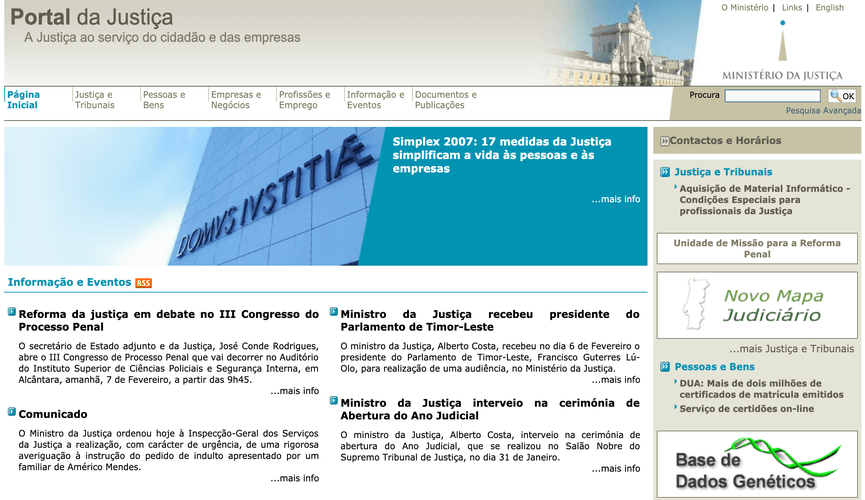 Portal da Justiça
A Justiça ao serviço do cidadão e das empresas
O Ministério | Links | English
MINISTÉRIO DA JUSTIÇA
Página Inicial
Justiça e Tribunais
Pessoas e Bens
Empresas e Negócios
Profissões e Emprego
Informação e Eventos
Documentos e Publicações
Procura
OK
Pesquisa Avançada
DOMVS IVSTITIÆ
Simplex 2007: 17 medidas da Justiça
simplificam a vida às pessoas e às
empresas
...mais info
Informação e Eventos RSS
Reforma da justiça em debate no III Congresso do
Processo Penal
O secretário de Estado adjunto e da Justiça, José Conde Rodrigues,
abre o III Congresso de Processo Penal que vai decorrer no Auditório
do Instituto Superior de Ciências Policiais e Segurança Interna, em
Alcântara, amanhã, 7 de Fevereiro, a partir das 9h45.
...mais info
Comunicado
O Ministro da Justiça ordenou hoje à Inspecção-Geral dos Serviços
da Justiça a realização, com carácter de urgência, de uma rigorosa
averiguação à instrução do pedido de indulto apresentado por um
familiar de Américo Mendes.
...mais info
Ministro da Justiça recebeu presidente do
Parlamento de Timor-Leste
O ministro da Justiça, Alberto Costa, recebeu no dia 6 de Fevereiro o
presidente do Parlamento de Timor-Leste, Francisco Guterres Lú-
Olo, para realização de uma audiência, no Ministério da Justiça.
...mais info
Ministro da Justiça interveio na cerimónia de
Abertura do Ano Judicial
O ministro da Justiça, Alberto Costa, interveio na cerimónia de
abertura do Ano Judicial, que se realizou no Salão Nobre do
Supremo Tribunal de Justiça, no dia 31 de Janeiro.
...mais info
Contactos e Horários
Justiça e Tribunais
Aquisição de Material Informático -
Condições Especiais para
profissionais da Justiça
Unidade de Missão para a Reforma
Penal
Novo Mapa
Judiciário
...mais Justiça e Tribunais
Pessoas e Bens
DUA: Mais de dois milhões de
certificados de matrícula emitidos
Serviço de certidões on-line
Base de
Dados Genéticos